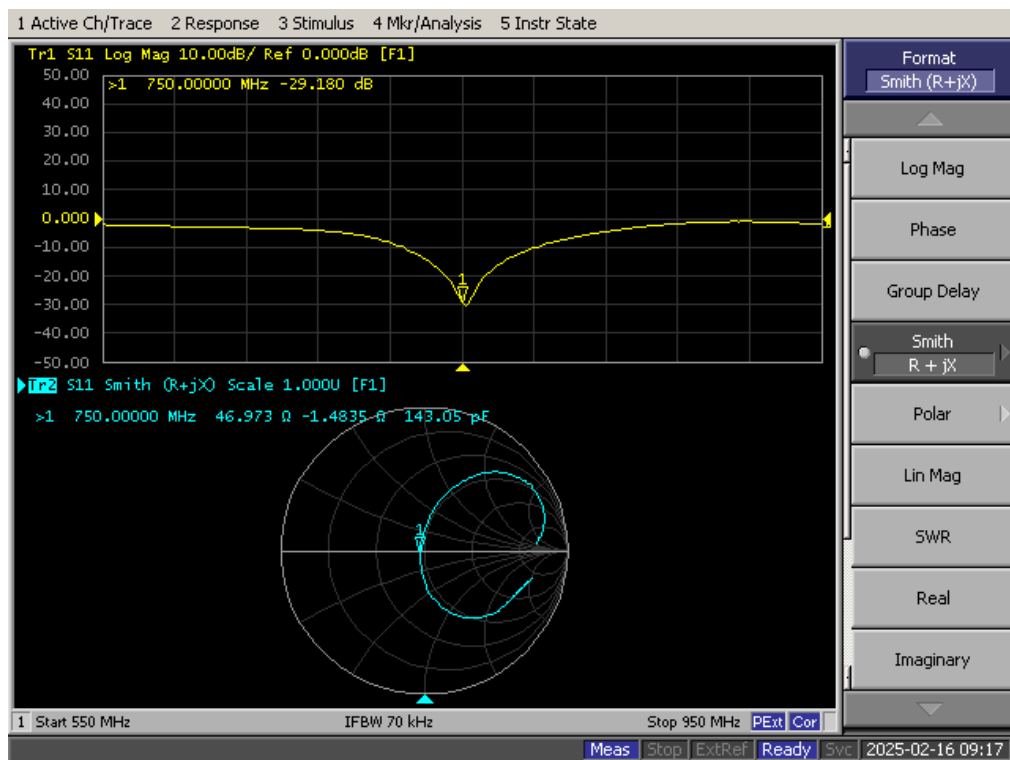 1 Active Ch/Trace 2 Response 3 Stimulus 4 Mkr/Analysis 5 Instr State
Tr1 S11 Log Mag 10.00dB/ Ref 0.000dB [F1]
50.00
>1 750.00000 MHz -29.180 dB
40.00
30.00
20.00
10.00
0.000
-10.00
-20.00
1
-30.00
-40.00
-50.00
Tr2 S11 Smith (R+jX) Scale 1.000U [F1]
>1 750.00000 MHz 46.973 Ω -1.4835 Ω 143.05 pF
1
1 Start 550 MHz IFBW 70 kHz Stop 950 MHz PExt Cor
Format
Smith (R+jX)
Log Mag
Phase
Group Delay
Smith
R + jX
Polar
Lin Mag
SWR
Real
Imaginary
Meas Stop ExtRef Ready Svc 2025-02-16 09:17